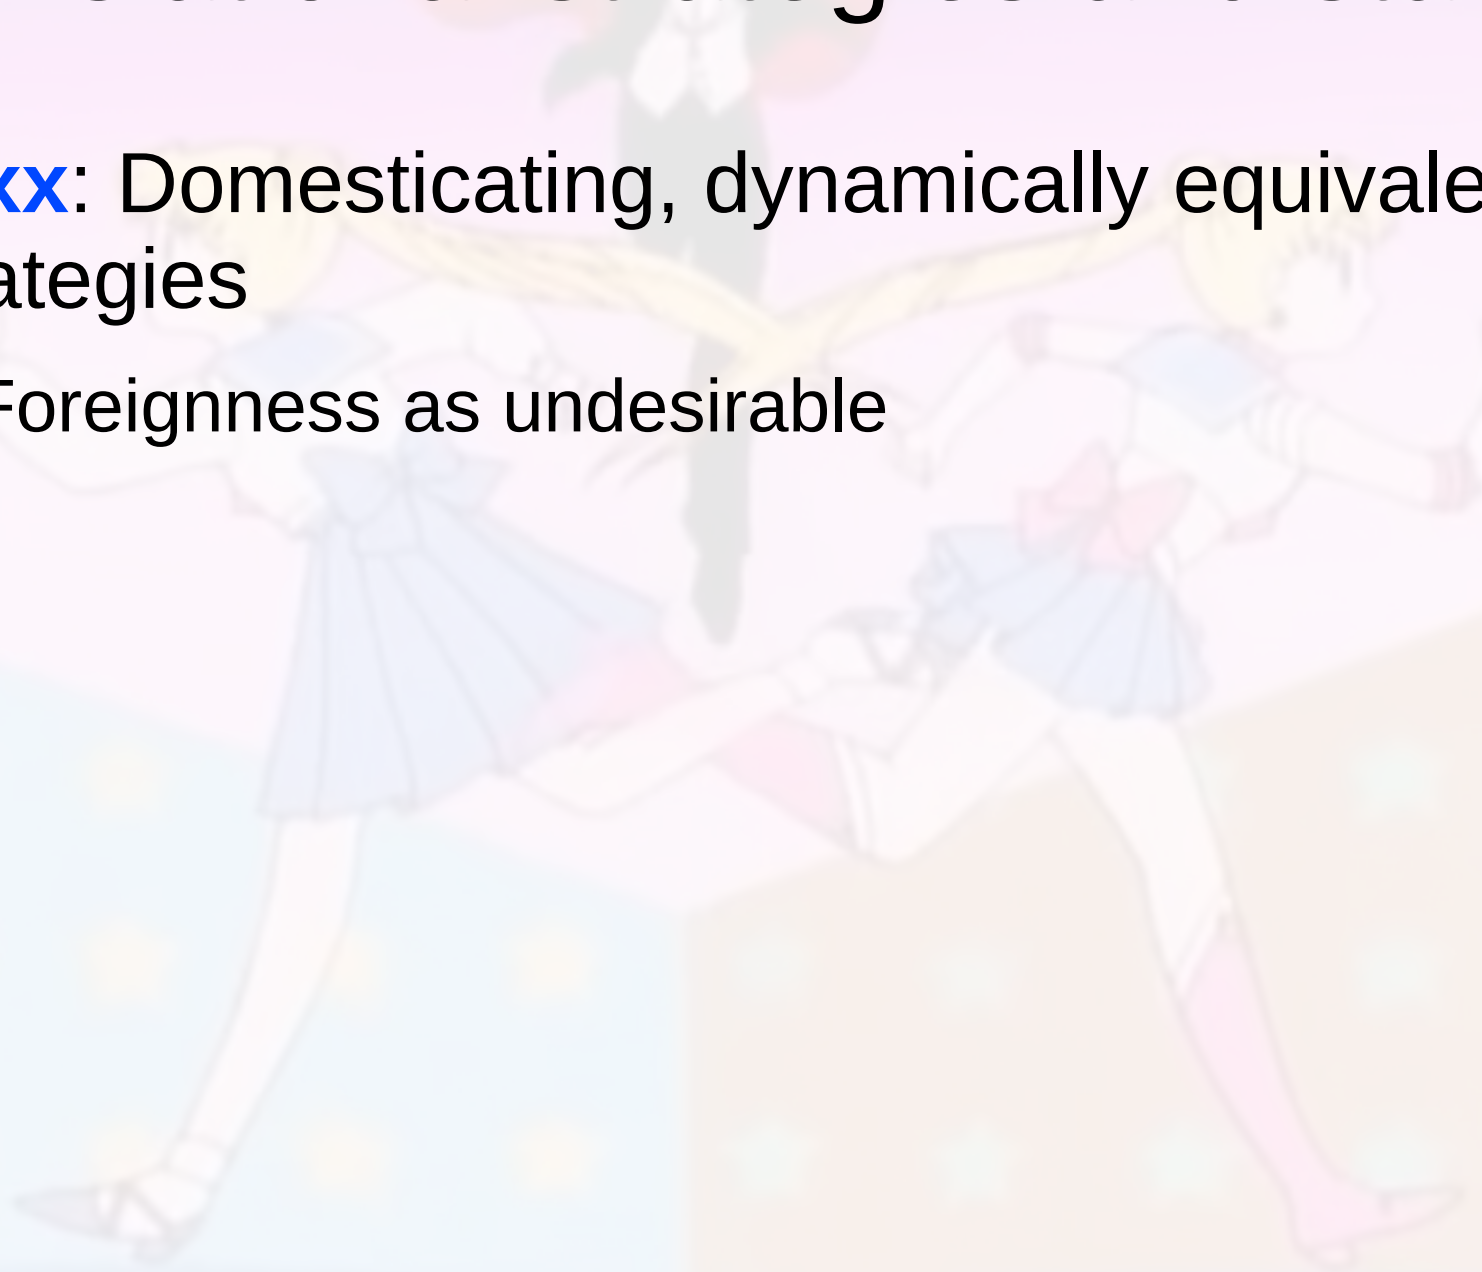 xx: Domesticating, dynamically equivale
ategies
Foreignness as undesirable